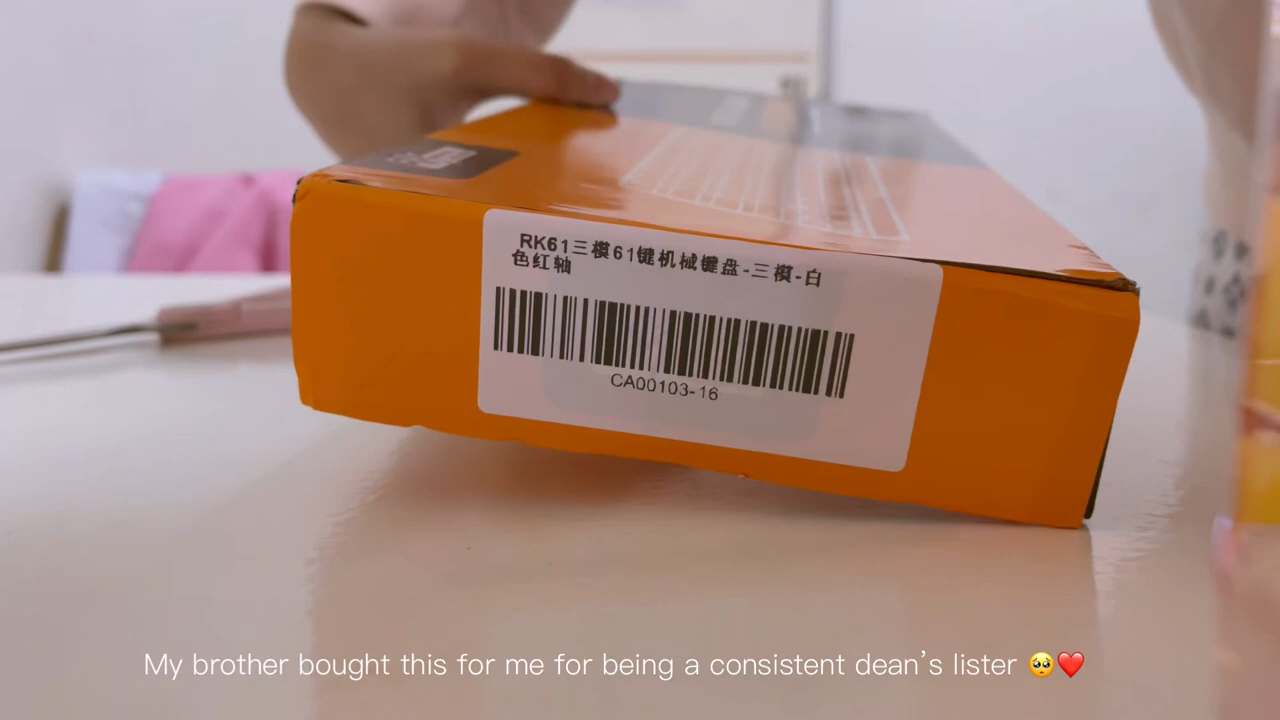 RK61三模61键机械键盘-三模-白
色红轴
CA00103-16
My brother bought this for me for being a consistent dean's lister 🥺❤️